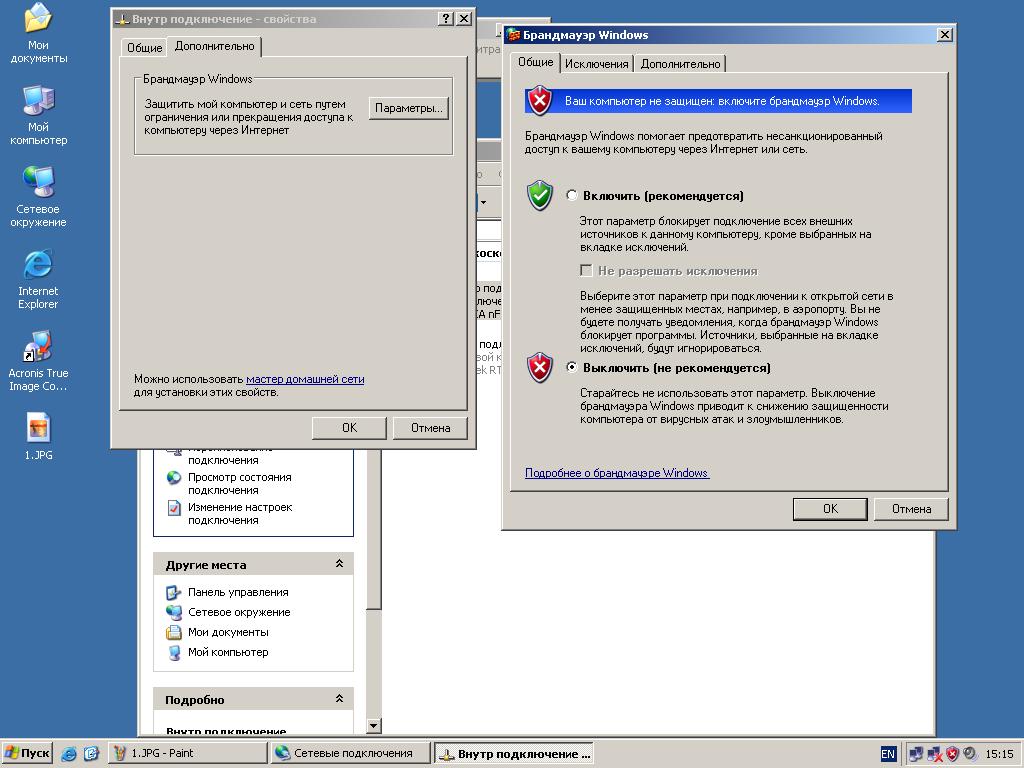 Мои
документы
Мой
компьютер
Сетевое
окружение
Internet
Explorer
Acronis True
Image Co...
1.JPG
Внутр подключение - свойства
Общие
Дополнительно
Брандмауэр Windows
Защитить мой компьютер и сеть путем
ограничения или прекращения доступа к
компьютеру через Интернет
Параметры...
Можно использовать мастер домашней сети
для установки этих свойств.
OK
Отмена
Брандмауэр Windows
Общие
Исключения
Дополнительно
Ваш компьютер не защищен: включите брандмауэр Windows.
Брандмауэр Windows помогает предотвратить несанкционированный
доступ к вашему компьютеру через Интернет или сеть.
Включить (рекомендуется)
Этот параметр блокирует подключение всех внешних
источников к данному компьютеру, кроме выбранных на
вкладке исключений.
Не разрешать исключения
Выберите этот параметр при подключении к открытой сети в
менее защищенных местах, например, в аэропорту. Вы не
будете получать уведомления, когда брандмауэр Windows
блокирует программы. Источники, выбранные на вкладке
исключений, будут игнорироваться.
Выключить (не рекомендуется)
Старайтесь не использовать этот параметр. Выключение
брандмауэра Windows приводит к снижению защищенности
компьютера от вирусных атак и злоумышленников.
Подробнее о брандмауэре Windows.
OK
Отмена
подключения
Просмотр состояния
подключения
Изменение настроек
подключения
Другие места
Панель управления
Сетевое окружение
Мои документы
Мой компьютер
Подробно
Внутр подключение
Пуск
1.JPG - Paint
Сетевые подключения
Внутр подключение ...
EN
15:15